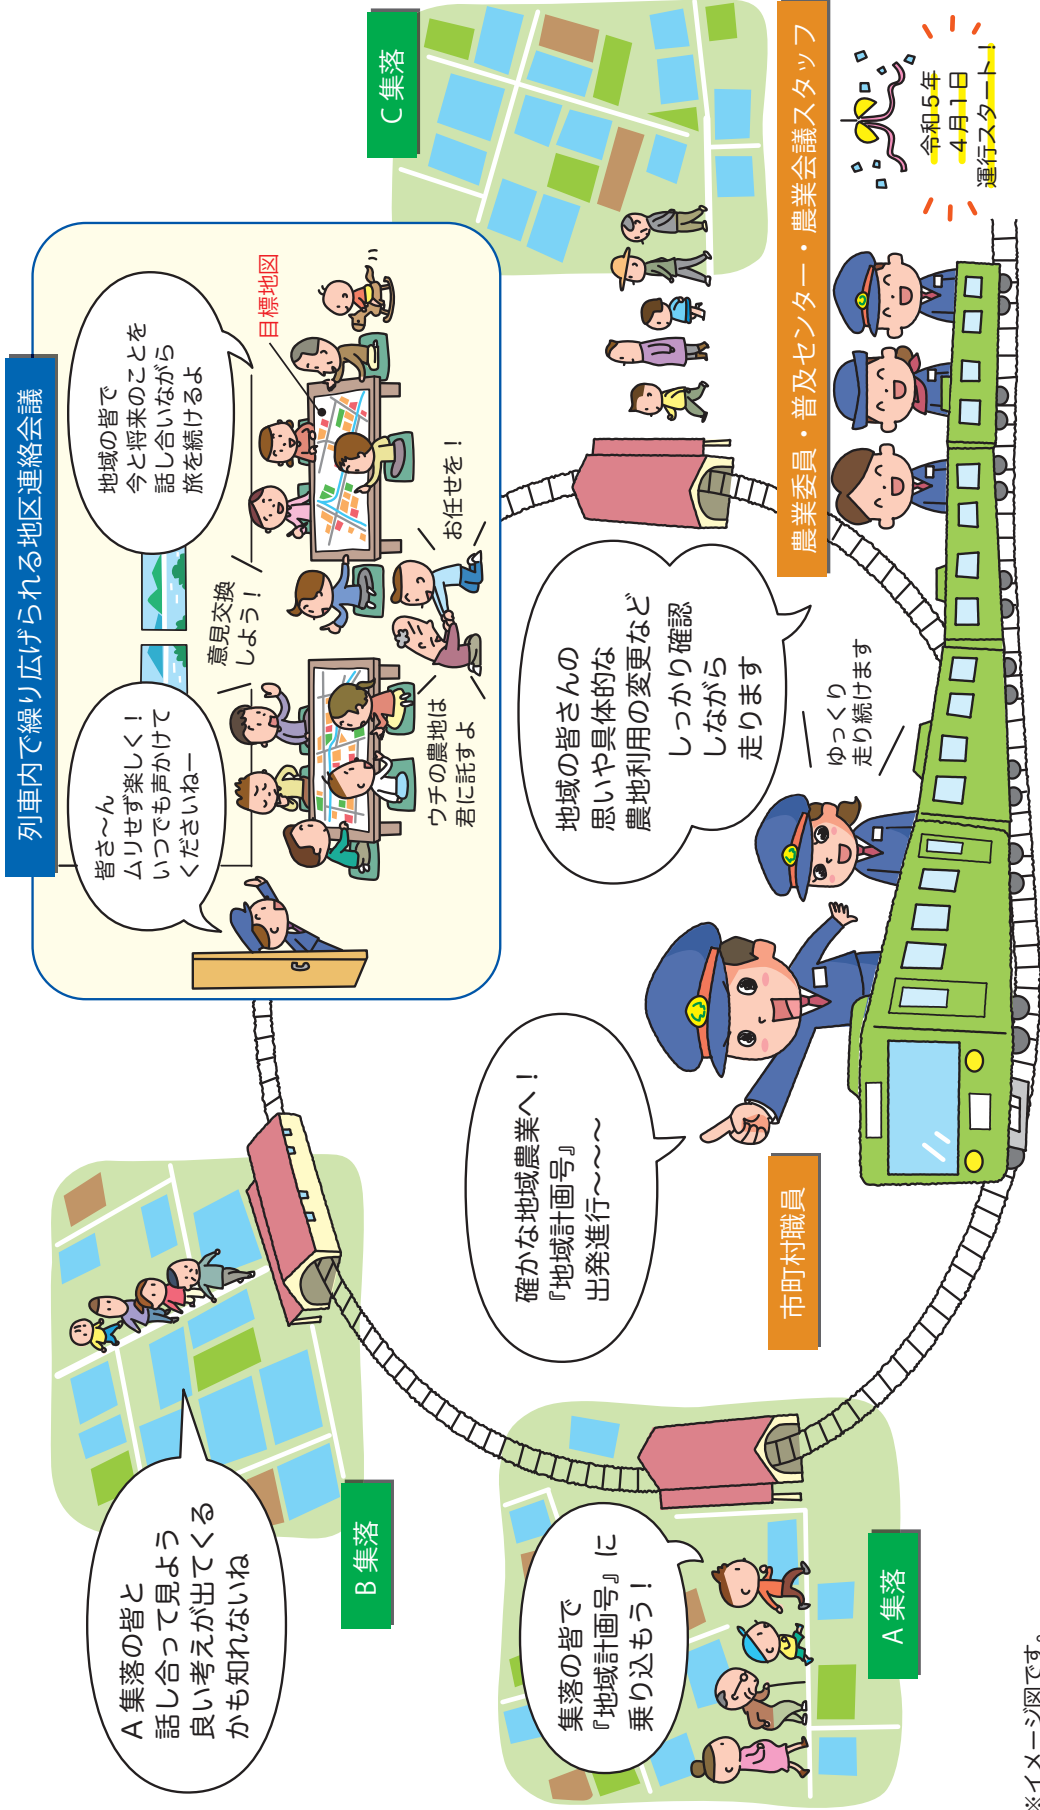 列車内で繰り広げられる地区連絡会議
皆さ～ん
ムリせず楽しく！
いつでも声かけて
くださいねー
意見交換
しよう！
地域の皆で
今と将来のことを
話し合いながら
旅を続けるよ
目標地図
ウチの農地は
君に託すよ
お任せを！
C 集落
B 集落
A 集落の皆と
話し合って見よう
良い考えが出てくる
かも知れないね
確かな地域農業へ！
『地域計画号』
出発進行～～～～
地域の皆さんの
思いや具体的な
農地利用の変更など
しっかり確認
しながら
走ります
ゆっくり
走り続けます
農業委員・普及センター・農業会議スタッフ
令和５年
４月１日
運行スタート！
集落の皆で
『地域計画号』に
乗り込もう！
A 集落
市町村職員
※イメージ図です。